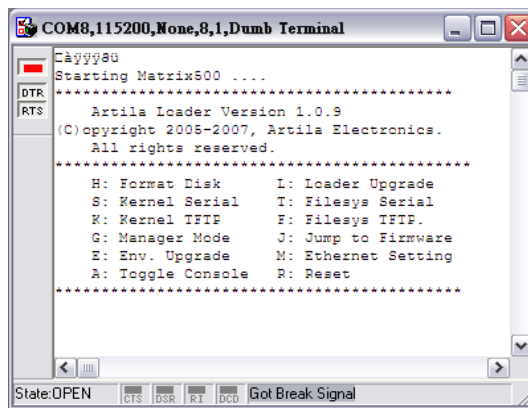 COM8,115200,None,8,1,Dumb Terminal
DTR
RTS
□àÿÿÿ8ü
Starting Matrix500 ....
********************************************
Artila Loader Version 1.0.9
(C)opyright 2005-2007, Artila Electronics.
All rights reserved.
**********************************************
H: Format Disk L: Loader Upgrade
S: Kernel Serial T: Filesys Serial
K: Kernel TFTP F: Filesys TFTP.
G: Manager Mode J: Jump to Firmware
E: Env. Upgrade M: Ethernet Setting
A: Toggle Console R: Reset
*********************************************
State:OPEN CTS DSR RI DCD Got Break Signal